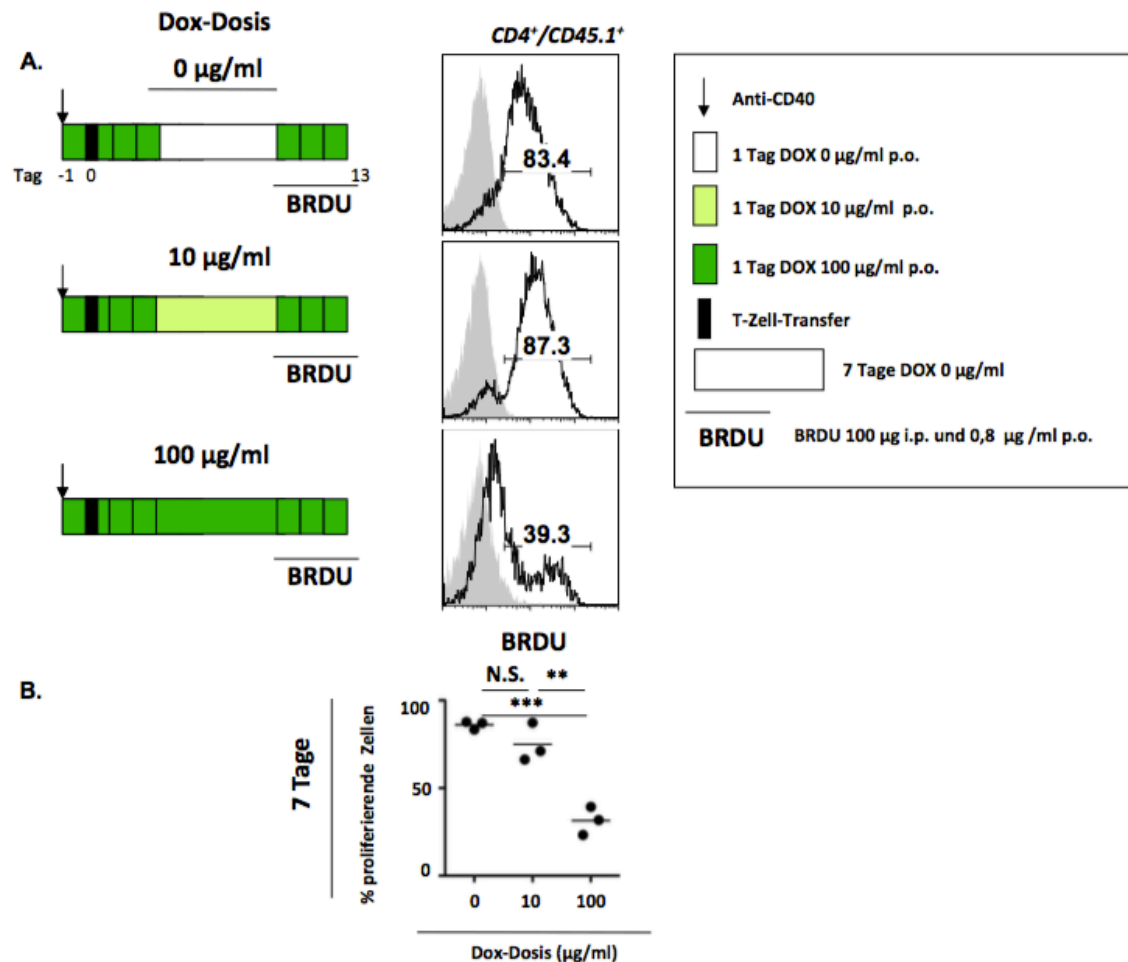 Dox-Dosis
CD4⁺/CD45.1⁺
A.
0 µg/ml
83.4
Tag -1 0 13
BRDU
10 µg/ml
87.3
BRDU
100 µg/ml
39.3
BRDU
BRDU
Anti-CD40
1 Tag DOX 0 µg/ml p.o.
1 Tag DOX 10 µg/ml p.o.
1 Tag DOX 100 µg/ml p.o.
T-Zell-Transfer
7 Tage DOX 0 µg/ml
BRDU BRDU 100 µg i.p. und 0,8 µg /ml p.o.
B.
N.S. **
***
7 Tage
% proliferierende Zellen
100
50
0
0 10 100
Dox-Dosis (µg/ml)